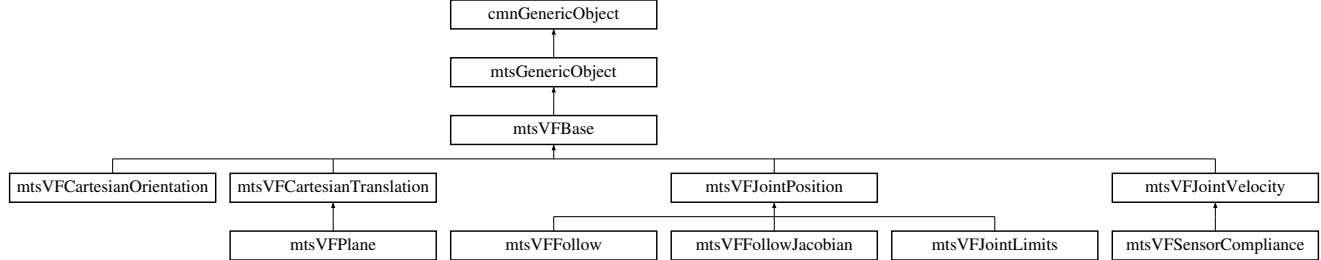 cmnGenericObject
mtsGenericObject
mtsVFBase
mtsVFCartesianOrientation
mtsVFCartesianTranslation
mtsVFJointPosition
mtsVFJointVelocity
mtsVFPlane
mtsVFFollow
mtsVFFollowJacobian
mtsVFJointLimits
mtsVFSensorCompliance